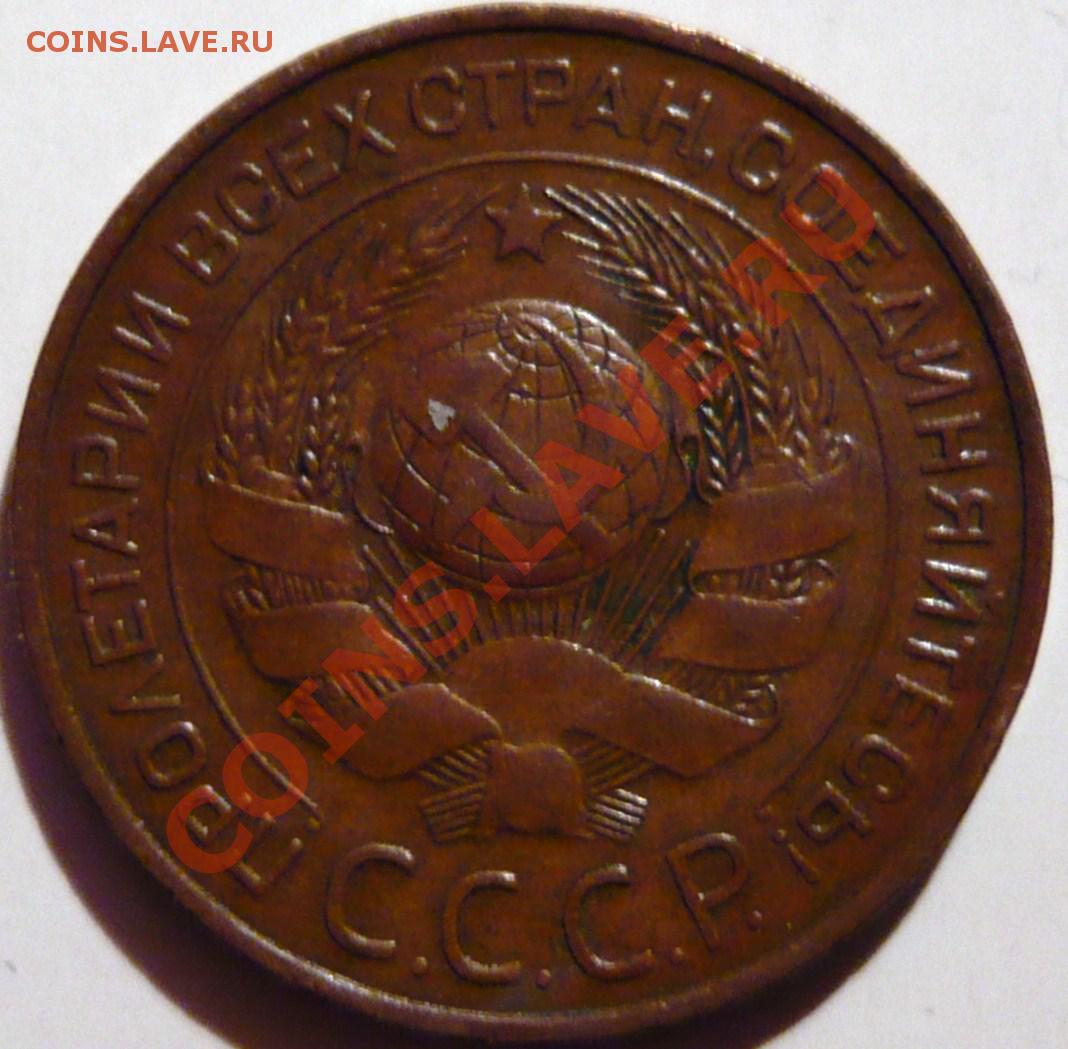 COINS.LAVE.RU
ПРОЛЕТАРИИ ВСЕХ СТРАН, СОЕДИНЯЙТЕСЬ!
С.С.С.Р.
COINS.LAVE.RU